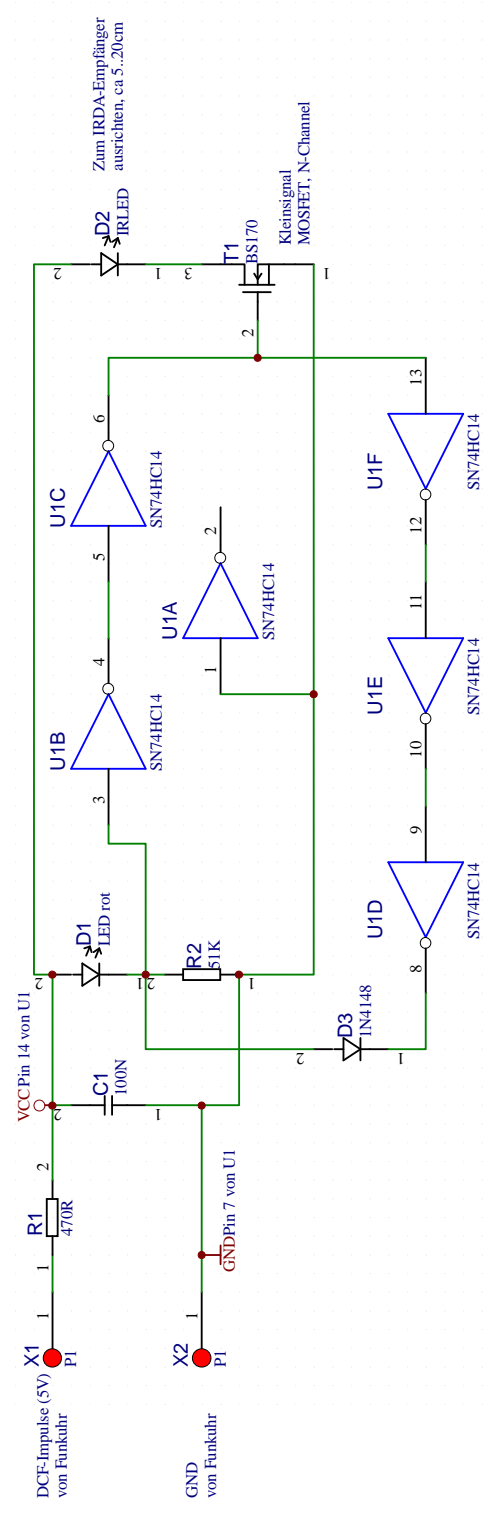 DCF-Impulse (5V)
von Funkuhr
X1
P1
1
1
R1
470R
2
VCC
Pin 14 von U1
2
C1
100N
1
GND
von Funkuhr
X2
P1
1
GND
Pin 7 von U1
2
D1
LED rot
1
2
R2
51K
1
2
D3
1N4148
1
3
U1B
SN74HC14
4
5
U1C
SN74HC14
6
1
U1A
SN74HC14
2
8
U1D
SN74HC14
9
10
U1E
SN74HC14
11
12
U1F
SN74HC14
13
2
D2
IRLED
1
Zum IRDA-Empfänger
ausrichten, ca 5..20cm
3
T1
BS170
2
1
Kleinsignal
MOSFET, N-Channel